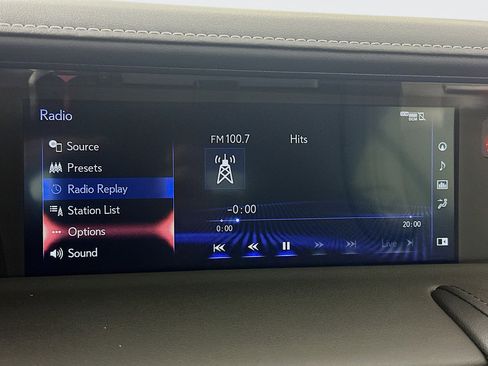 Radio
DCM
Source
FM 100.7 Hits
Presets
Radio Replay
Station List
-0:00
Options
0:00 20:00
Sound
Live